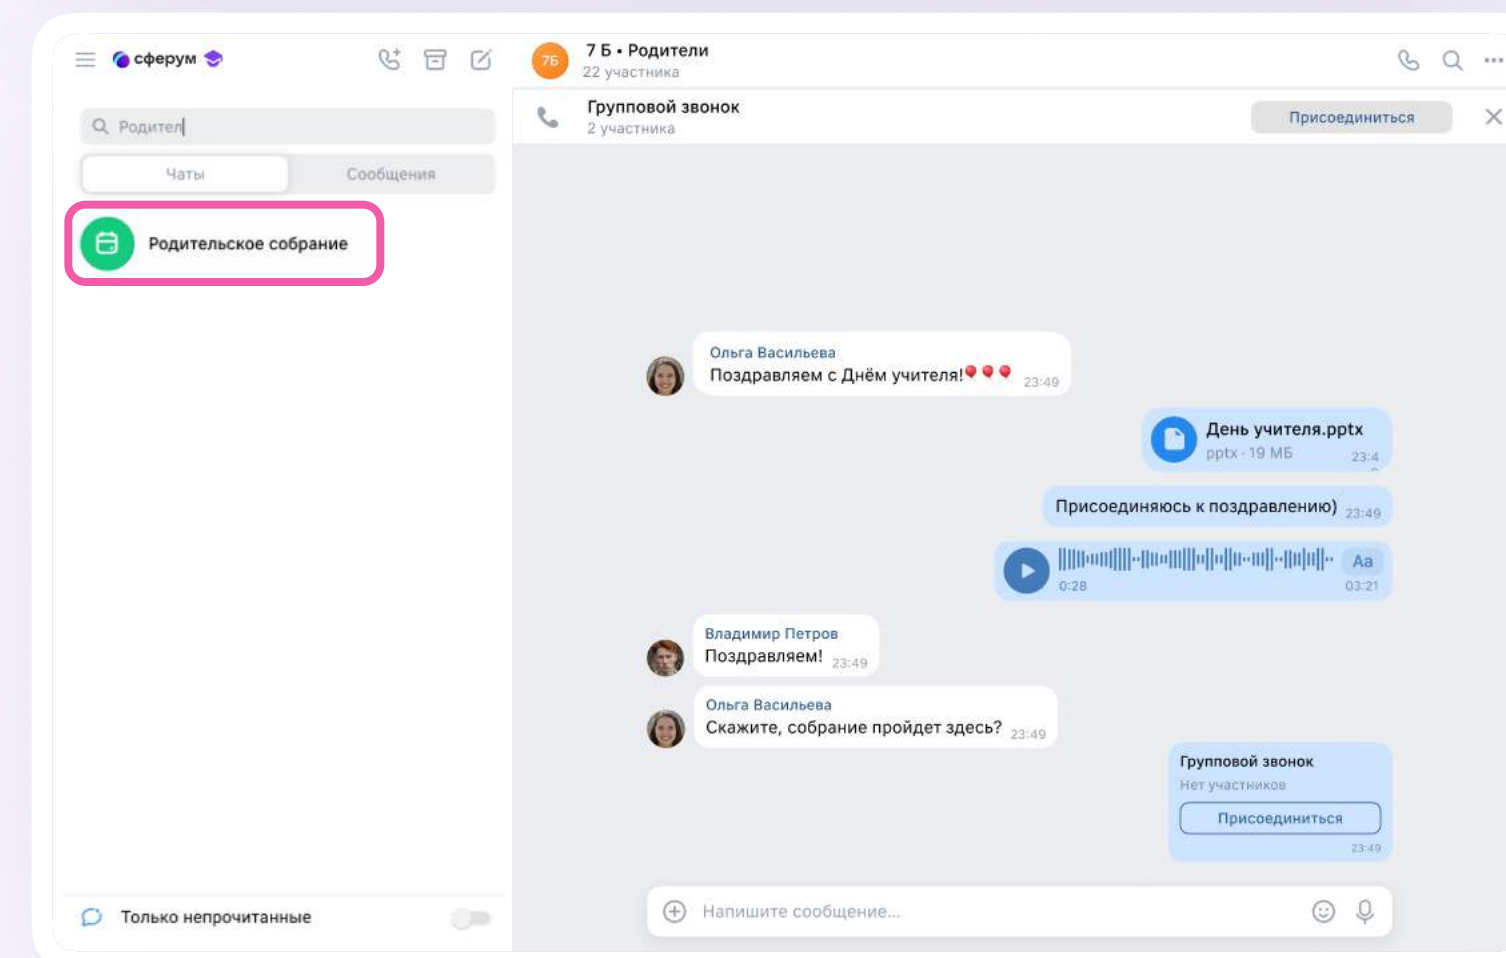 сферум
Родител
Чаты
Сообщения
Родительское собрание
Только непрочитанные
7Б
7 Б • Родители
22 участника
Групповой звонок
2 участника
Присоединиться
Ольга Васильева
Поздравляем с Днём учителя!🎈🎈🎈 23:49
День учителя.pptx
pptx · 19 МБ 23:4
Присоединяюсь к поздравлению) 23:49
Aa
0:28 03:21
Владимир Петров
Поздравляем! 23:49
Ольга Васильева
Скажите, собрание пройдет здесь? 23:49
Групповой звонок
Нет участников
Присоединиться
23:49
Напишите сообщение...